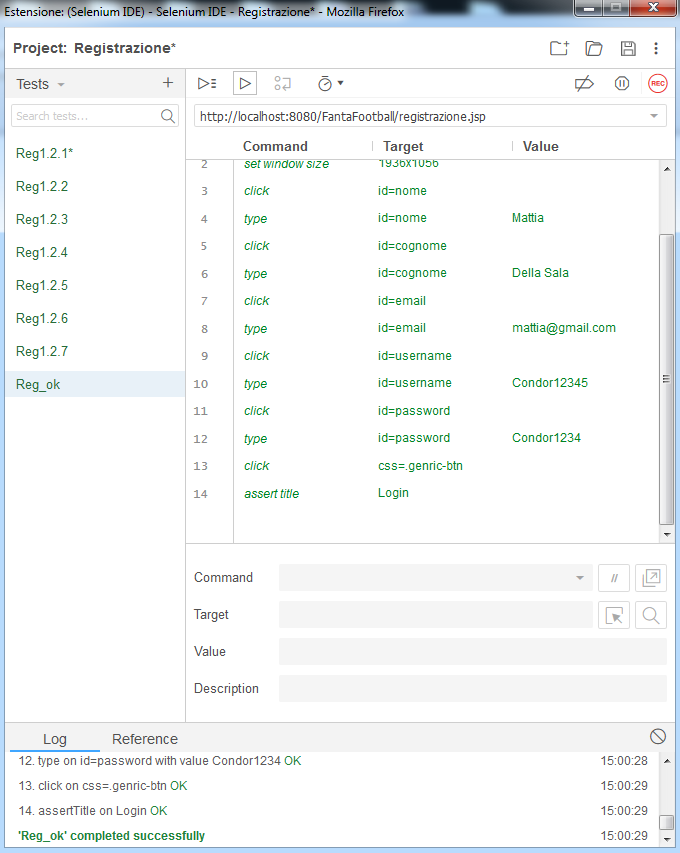 Estensione: (Selenium IDE) - Selenium IDE - Registrazione* - Mozilla Firefox
Project: Registrazione*
Tests
+
REC
Search tests...
http://localhost:8080/FantaFootball/registrazione.jsp
Command Target Value
Reg1.2.1*
Reg1.2.2
Reg1.2.3
Reg1.2.4
Reg1.2.5
Reg1.2.6
Reg1.2.7
Reg_ok
2 set window size 1936x1056
3 click id=nome
4 type id=nome Mattia
5 click id=cognome
6 type id=cognome Della Sala
7 click id=email
8 type id=email mattia@gmail.com
9 click id=username
10 type id=username Condor12345
11 click id=password
12 type id=password Condor1234
13 click css=.genric-btn
14 assert title Login
Command //
Target
Value
Description
Log Reference
12. type on id=password with value Condor1234 OK 15:00:28
13. click on css=.genric-btn OK 15:00:29
14. assertTitle on Login OK 15:00:29
'Reg_ok' completed successfully 15:00:29